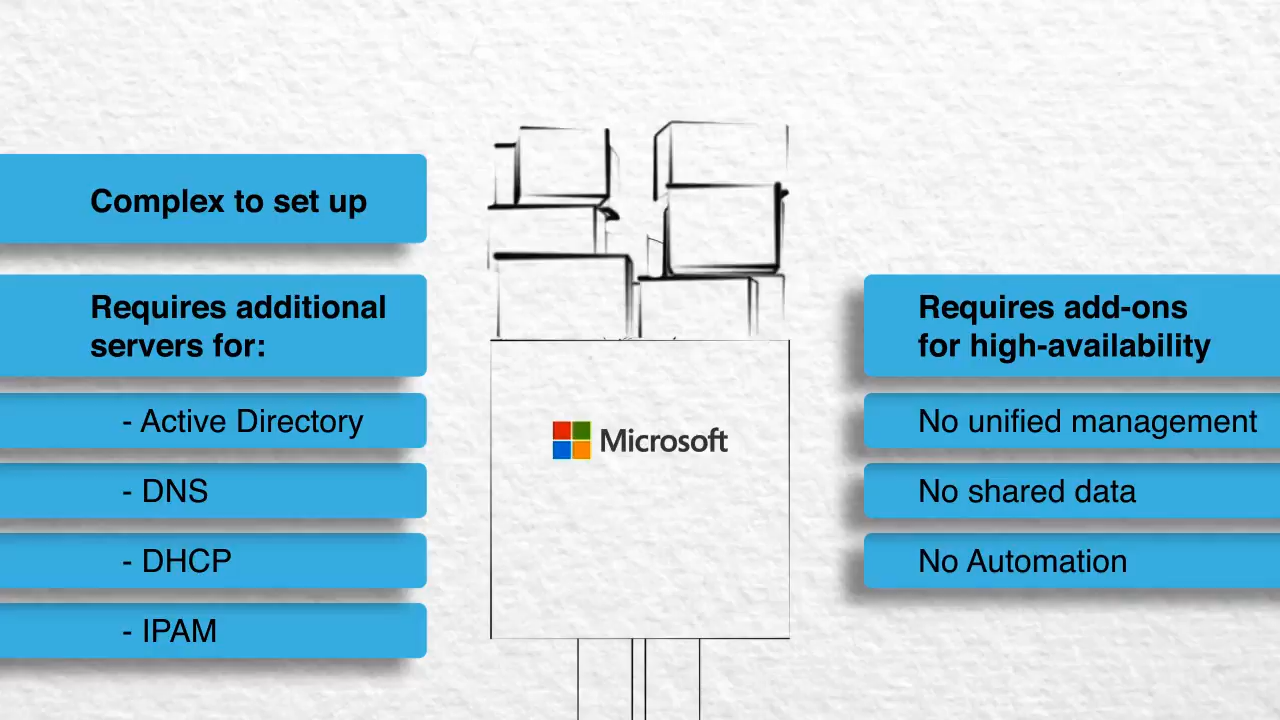 Complex to set up
Requires additional
servers for:
- Active Directory
- DNS
- DHCP
- IPAM
Microsoft
Requires add-ons
for high-availability
No unified management
No shared data
No Automation